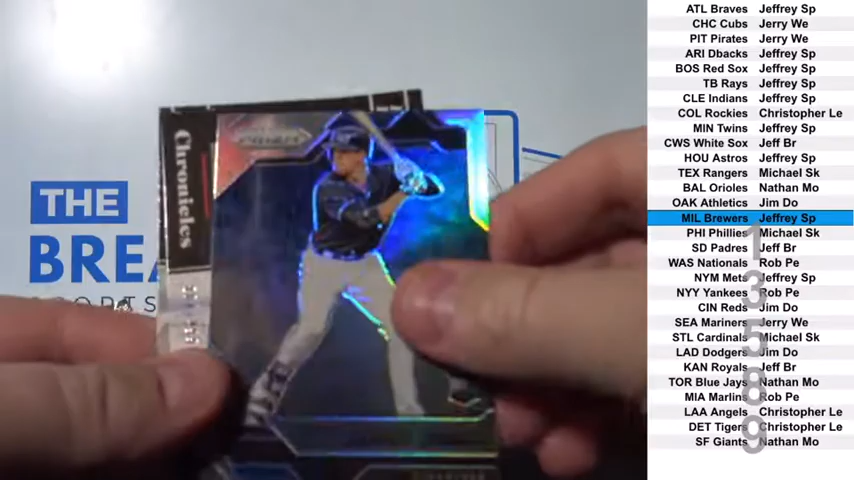 Chronicles
PRIZM
THE
BREA
SPORTS
ATL Braves Jeffrey Sp
CHC Cubs Jerry We
PIT Pirates Jerry We
ARI Dbacks Jeffrey Sp
BOS Red Sox Jeffrey Sp
TB Rays Jeffrey Sp
CLE Indians Jeffrey Sp
COL Rockies Christopher Le
MIN Twins Jeffrey Sp
CWS White Sox Jeff Br
HOU Astros Jeffrey Sp
TEX Rangers Michael Sk
BAL Orioles Nathan Mo
OAK Athletics Jim Do
MIL Brewers Jeffrey Sp
PHI Phillies Michael Sk
SD Padres Jeff Br
WAS Nationals Rob Pe
NYM Mets Jeffrey Sp
NYY Yankees Rob Pe
CIN Reds Jim Do
SEA Mariners Jerry We
STL Cardinals Michael Sk
LAD Dodgers Jim Do
KAN Royals Jeff Br
TOR Blue Jays Nathan Mo
MIA Marlins Rob Pe
LAA Angels Christopher Le
DET Tigers Christopher Le
SF Giants Nathan Mo
1
3
5
8
9